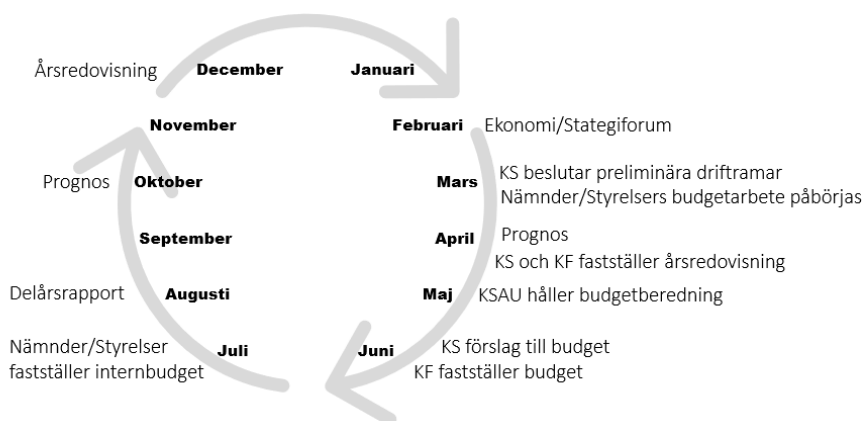 Årsredovisning December Januari
November Februari Ekonomi/Stategiforum
Prognos Oktober Mars KS beslutar preliminära driftramar
Nämnder/Styrelsers budgetarbete påbörjas
September April Prognos
KS och KF fastställer årsredovisning
Delårsrapport Augusti Maj KSAU håller budgetberedning
Nämnder/Styrelser Juli Juni KS förslag till budget
fastställer internbudget KF fastställer budget